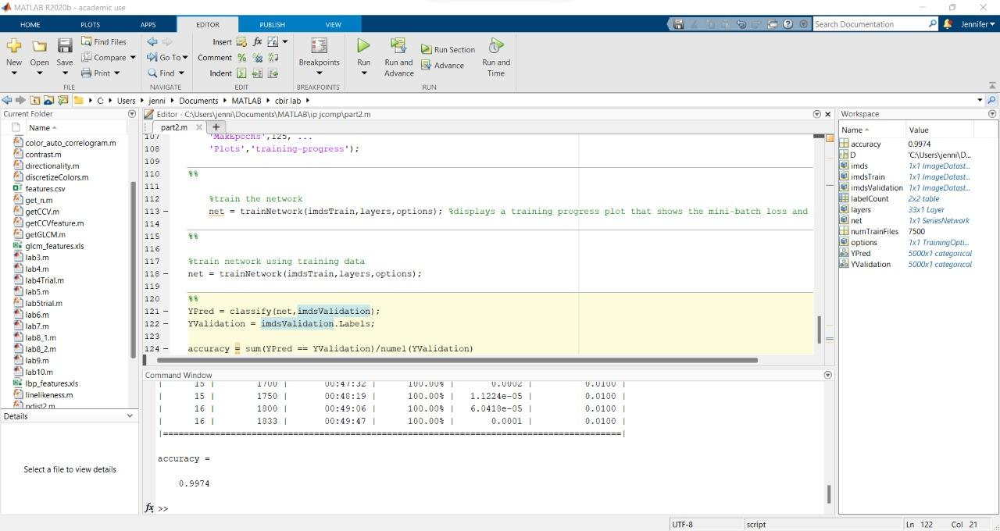 MATLAB R2020b - academic use
HOME PLOTS APPS EDITOR PUBLISH VIEW
Search Documentation
Jennifer
New
Open
Save
Find Files
Compare
Print
FILE
Go To
Find
NAVIGATE
Insert
Comment
Indent
EDIT
Breakpoints
BREAKPOINTS
Run
Run and Advance
Run Section
Advance
Run and Time
RUN
C: Users jenni Documents MATLAB cbir lab
Current Folder
Name
color_auto_correlogram.m
contrast.m
directionality.m
discretizeColors.m
features.csv
get_n.m
getCCV.m
getCCVfeature.m
getGLCM.m
glcm_features.xls
lab3.m
lab4.m
lab4Trial.m
lab5.m
lab5trial.m
lab6.m
lab7.m
lab8_1.m
lab8_2.m
lab9.m
lab10.m
lbp_features.xls
linelikeness.m
ndist2.m
Details
Select a file to view details
Editor - C:\Users\jenni\Documents\MATLAB\ip jcomp\part2.m
part2.m
107 'MaxEpochs',125, ...
108 'Plots','training-progress');
109
110 %%
111
112 %train the network
113 – net = trainNetwork(imdsTrain,layers,options); %displays a training progress plot that shows the mini-batch loss and
114
115 %%
116
117 %train network using training data
118 – net = trainNetwork(imdsTrain,layers,options);
119
120 %%
121 – YPred = classify(net,imdsValidation);
122 – YValidation = imdsValidation.Labels;
123
124 – accuracy = sum(YPred == YValidation)/numel(YValidation)
Command Window
| 15 | 1700 | 00:47:32 | 100.00% | 0.0002 | 0.0100 |
| 15 | 1750 | 00:48:19 | 100.00% | 1.1224e-05 | 0.0100 |
| 16 | 1800 | 00:49:06 | 100.00% | 6.0418e-05 | 0.0100 |
| 16 | 1833 | 00:49:47 | 100.00% | 0.0001 | 0.0100 |
|========================================================================================|
accuracy =
0.9974
fx >>
Workspace
Name Value
accuracy 0.9974
D 'C:\Users\jenni\D...
imds 1x1 ImageDatast...
imdsTrain 1x1 ImageDatast...
imdsValidation 1x1 ImageDatast...
labelCount 2x2 table
layers 33x1 Layer
net 1x1 SeriesNetwork
numTrainFiles 7500
options 1x1 TrainingOpti...
YPred 5000x1 categorical
YValidation 5000x1 categorical
UTF-8 script Ln 122 Col 21